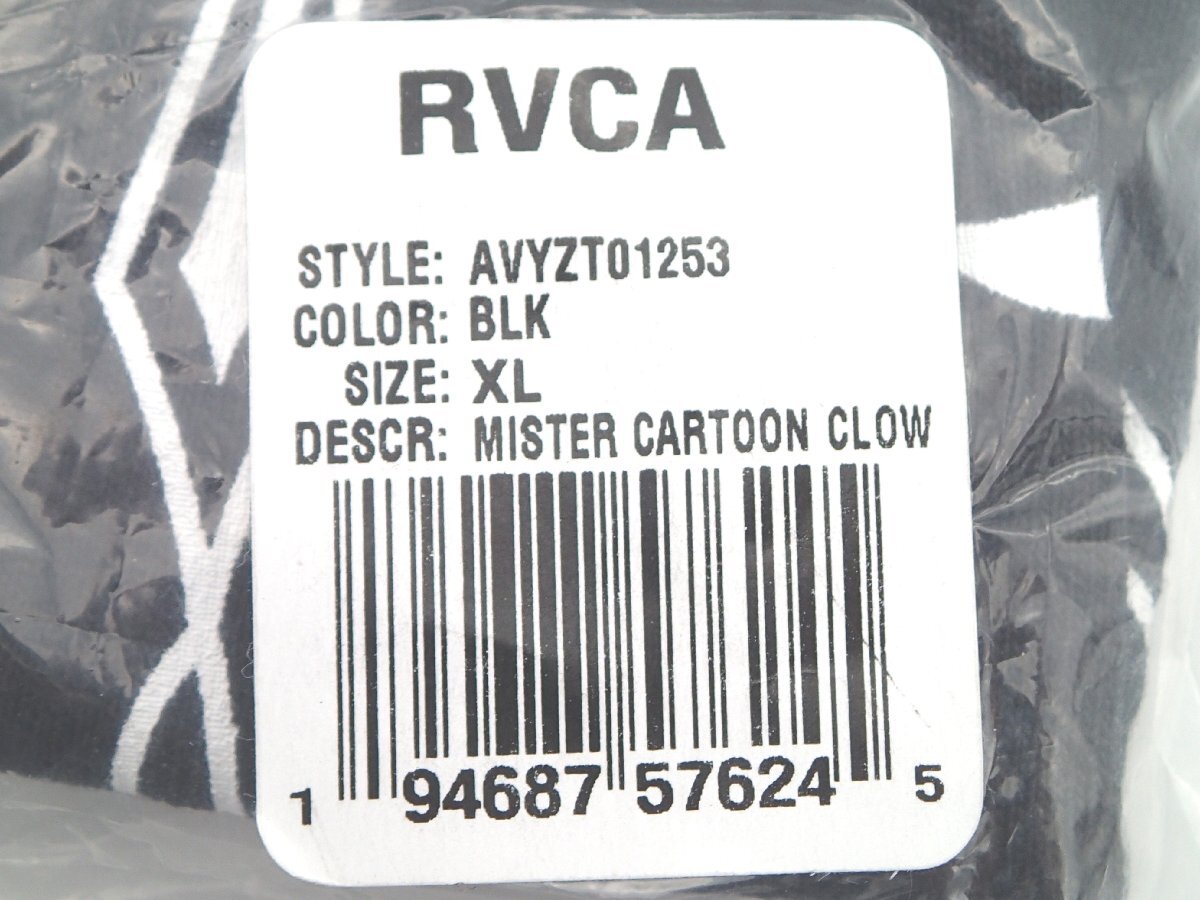 RVCA
STYLE: AVYZT01253
COLOR: BLK
SIZE: XL
DESCR: MISTER CARTOON CLOW
1 94687 57624 5